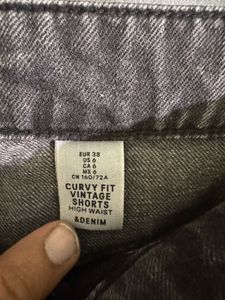 EUR 38
US 6
CA 6
MX 6
CN 160/72A
CURVY FIT
VINTAGE
SHORTS
HIGH WAIST
&DENIM